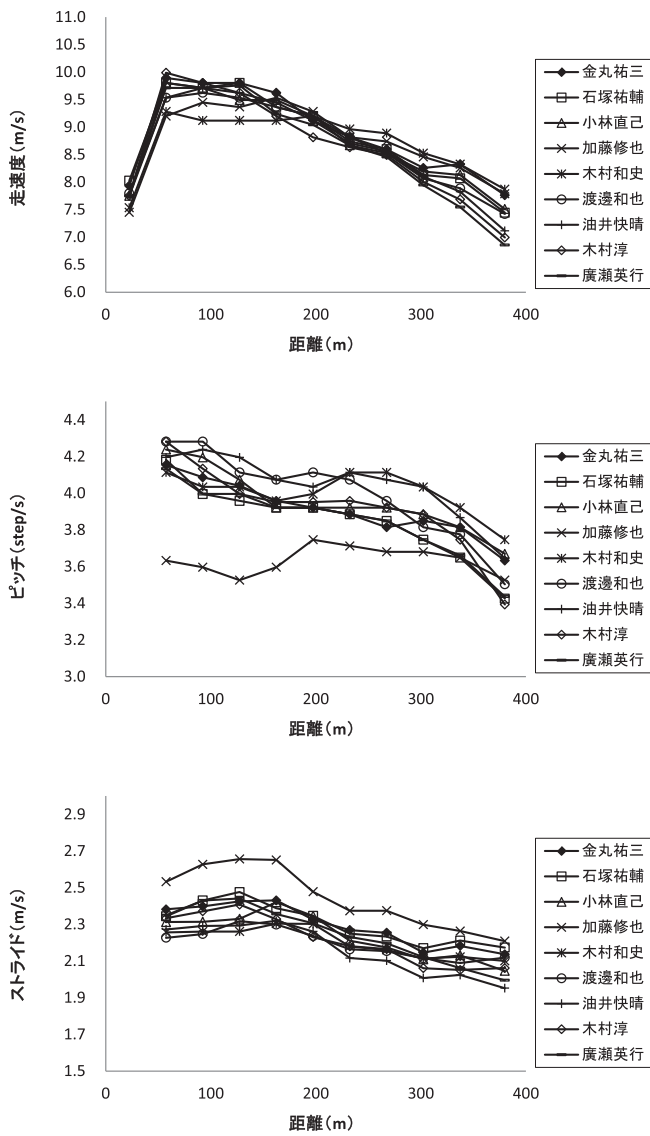 11.0
10.5
10.0
9.5
9.0
8.5
8.0
7.5
7.0
6.5
6.0
走速度(m/s)
0
100
200
300
400
距離(m)
金丸祐三
石塚祐輔
小林直己
加藤修也
木村和史
渡邊和也
油井快晴
木村淳
廣瀬英行
4.4
4.2
4.0
3.8
3.6
3.4
3.2
3.0
ピッチ(step/s)
0
100
200
300
400
距離(m)
金丸祐三
石塚祐輔
小林直己
加藤修也
木村和史
渡邊和也
油井快晴
木村淳
廣瀬英行
2.9
2.7
2.5
2.3
2.1
1.9
1.7
1.5
ストライド(m/s)
0
100
200
300
400
距離(m)
金丸祐三
石塚祐輔
小林直己
加藤修也
木村和史
渡邊和也
油井快晴
木村淳
廣瀬英行